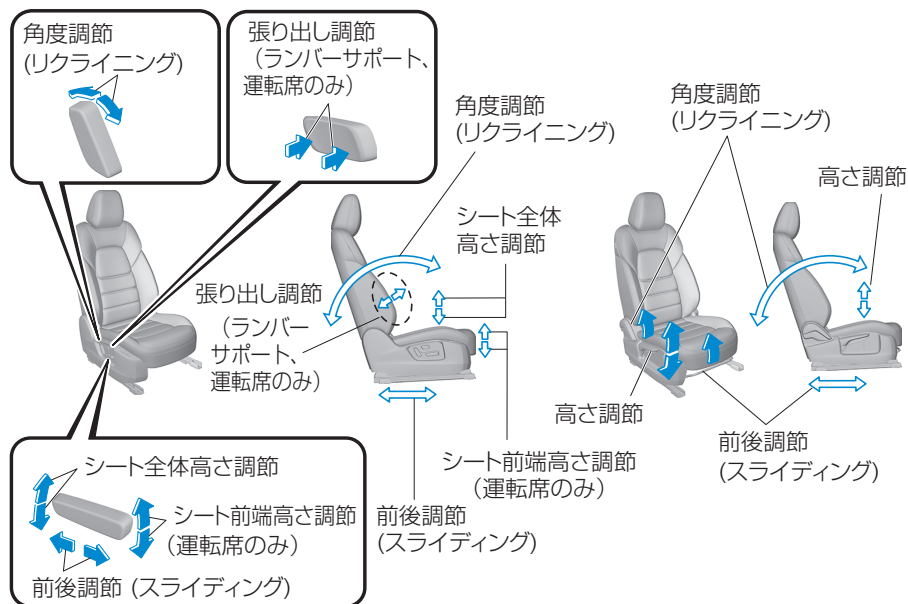 角度調節
(リクライニング)
張り出し調節
(ランバーサポート、
運転席のみ)
角度調節
(リクライニング)
シート全体
高さ調節
張り出し調節
(ランバー
サポート、
運転席のみ)
角度調節
(リクライニング)
高さ調節
高さ調節
前後調節
(スライディング)
シート前端高さ調節
(運転席のみ)
前後調節
(スライディング)
シート全体高さ調節
シート前端高さ調節
(運転席のみ)
前後調節 (スライディング)